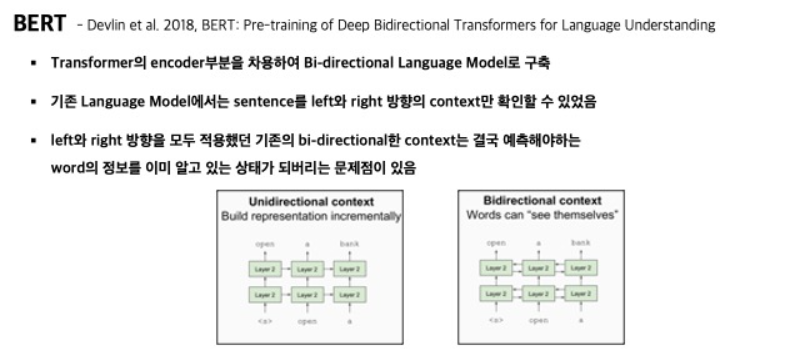 BERT - Devlin et al. 2018, BERT: Pre-training of Deep Bidirectional Transformers for Language Understanding
▪ Transformer의 encoder부분을 차용하여 Bi-directional Language Model로 구축
▪ 기존 Language Model에서는 sentence를 left와 right 방향의 context만 확인할 수 있었음
▪ left와 right 방향을 모두 적용했던 기존의 bi-directional한 context는 결국 예측해야하는
word의 정보를 이미 알고 있는 상태가 되버리는 문제점이 있음
Unidirectional context
Build representation incrementally
open a bank
Layer 2 Layer 2 Layer 2
Layer 2 Layer 2 Layer 2
<s> open a
Bidirectional context
Words can "see themselves"
open a bank
Layer 2 Layer 2 Layer 2
Layer 2 Layer 2 Layer 2
<s> open a